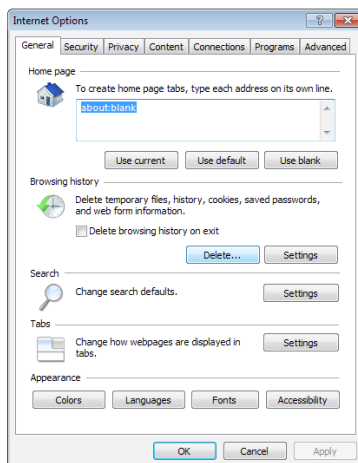 Internet Options
General Security Privacy Content Connections Programs Advanced
Home page
To create home page tabs, type each address on its own line.
about:blank
Use current Use default Use blank
Browsing history
Delete temporary files, history, cookies, saved passwords,
and web form information.
Delete browsing history on exit
Delete... Settings
Search
Change search defaults.
Settings
Tabs
Change how webpages are displayed in
tabs.
Settings
Appearance
Colors Languages Fonts Accessibility
OK Cancel Apply